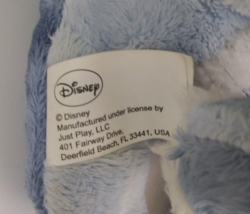 Disney
© Disney
Manufactured under license by
Just Play, LLC
401 Fairway Drive,
Deerfield Beach, FL 33441, USA